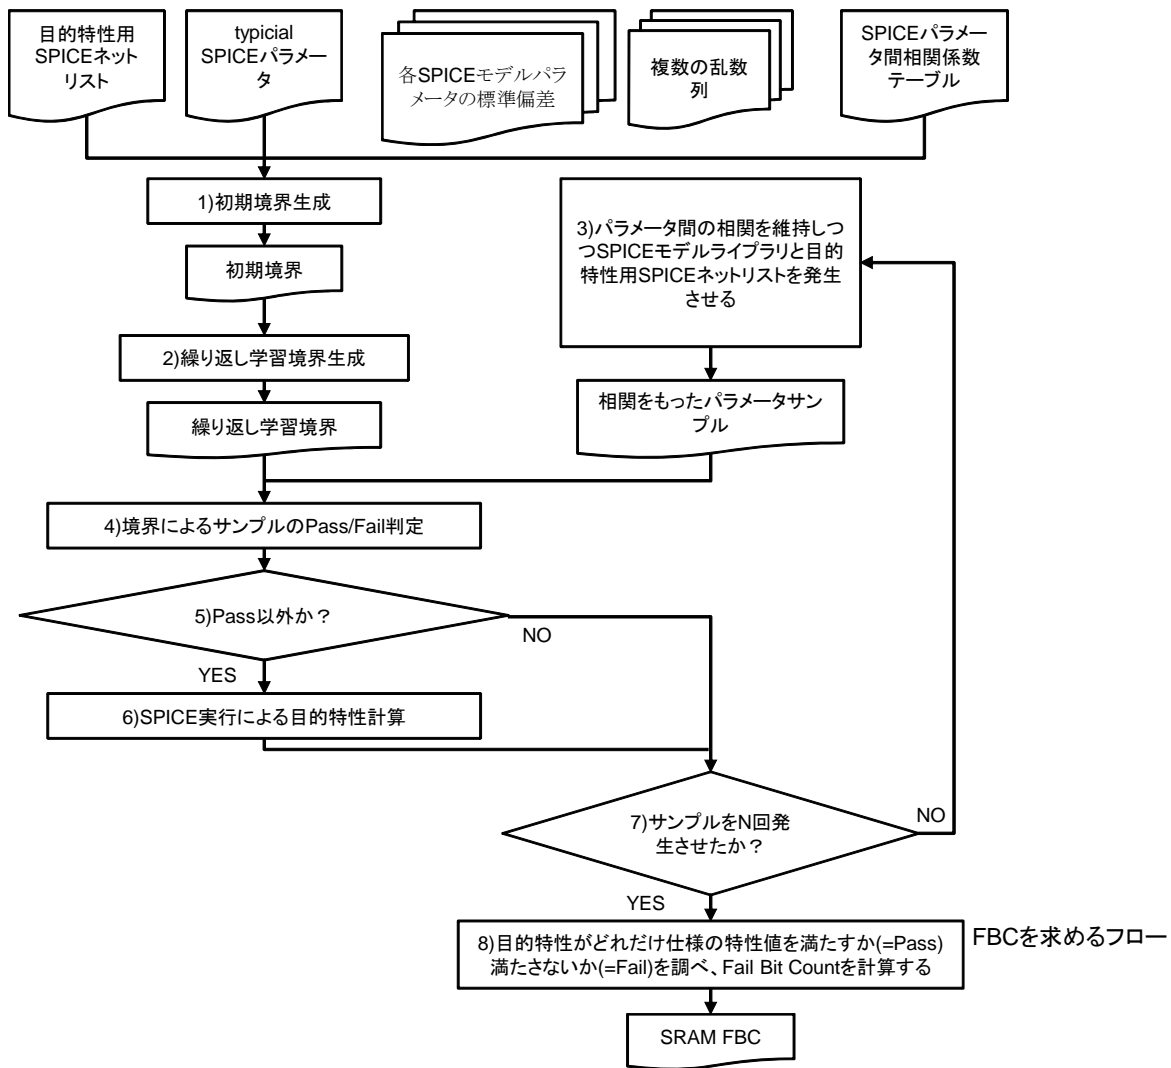 目的特性用
SPICEネット
リスト
typicial
SPICEパラメー
タ
各SPICEモデルパラ
メータの標準偏差
複数の乱数
列
SPICEパラメー
タ間相関係数
テーブル
1)初期境界生成
初期境界
2)繰り返し学習境界生成
繰り返し学習境界
3)パラメータ間の相関を維持しつ
つSPICEモデルライブラリと目的
特性用SPICEネットリストを発生
させる
相関をもったパラメータサン
プル
4)境界によるサンプルのPass/Fail判定
5)Pass以外か？
NO
YES
6)SPICE実行による目的特性計算
7)サンプルをN回発
生させたか？
NO
YES
8)目的特性がどれだけ仕様の特性値を満たすか(=Pass)
満たさないか(=Fail)を調べ、Fail Bit Countを計算する
FBCを求めるフロー
SRAM FBC